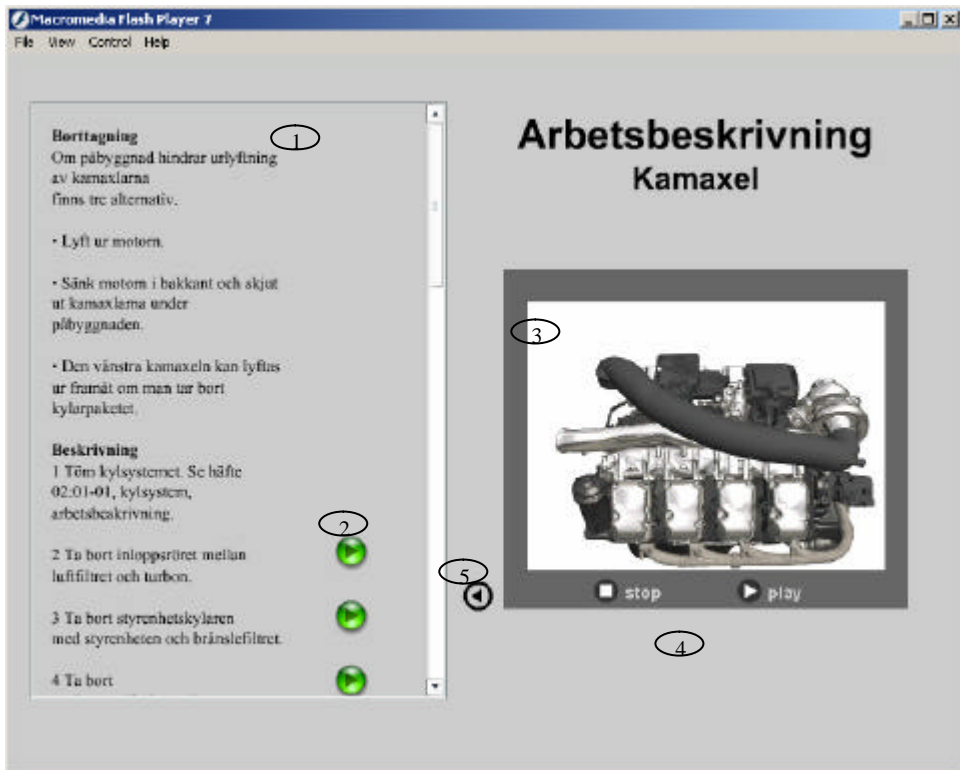 Macromedia Flash Player 7
File View Control Help
Borttagning
Om påbyggnad hindrar urlyftning
av kamaxlarna
finns tre alternativ.
• Lyft ur motorn.
• Sänk motorn i bakkant och skjut
ut kamaxlarna under
påbyggnaden.
• Den vänstra kamaxeln kan lyftas
ur framåt om man tar bort
kylarpaketet.
Beskrivning
1 Töm kylsystemet. Se häfte
02:01-01, kylsystem,
arbetsbeskrivning.
2 Ta bort inloppsröret mellan
luftfiltret och turbon.
3 Ta bort styrenhetskylaren
med styrenheten och bränslefiltret.
4 Ta bort
1
2
5
Arbetsbeskrivning
Kamaxel
3
stop play
4